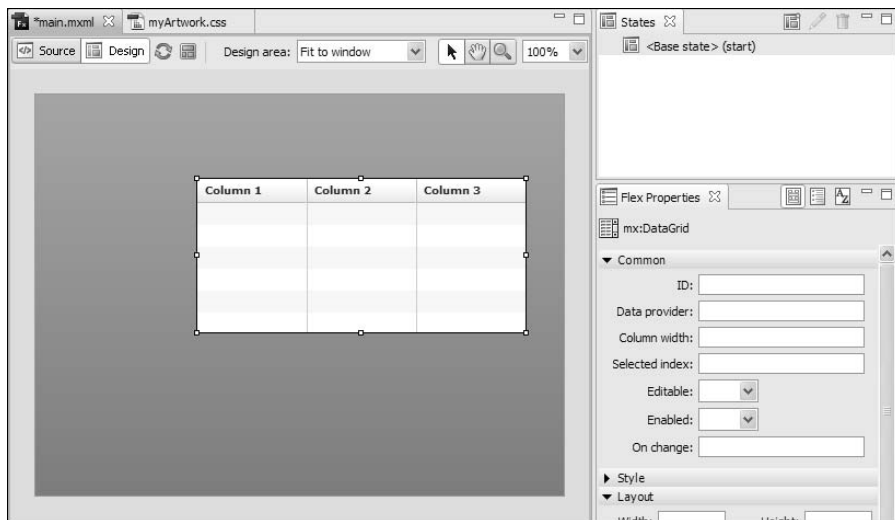 *main.mxml
myArtwork.css
Source
Design
Design area:
Fit to window
100%
Column 1
Column 2
Column 3
States
<Base state> (start)
Flex Properties
mx:DataGrid
Common
ID:
Data provider:
Column width:
Selected index:
Editable:
Enabled:
On change:
Style
Layout
Width:
Height: